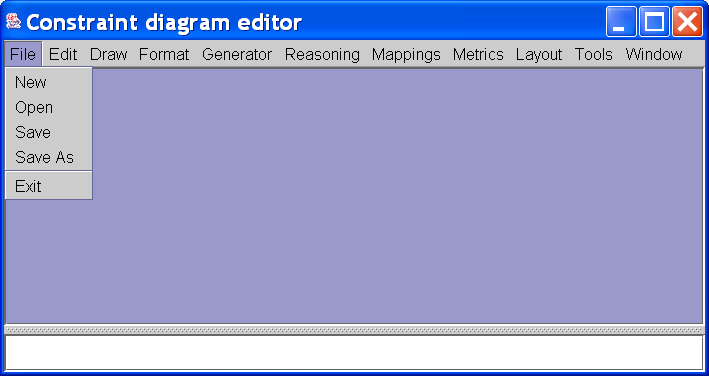 Constraint diagram editor
File Edit Draw Format Generator Reasoning Mappings Metrics Layout Tools Window
New
Open
Save
Save As
Exit